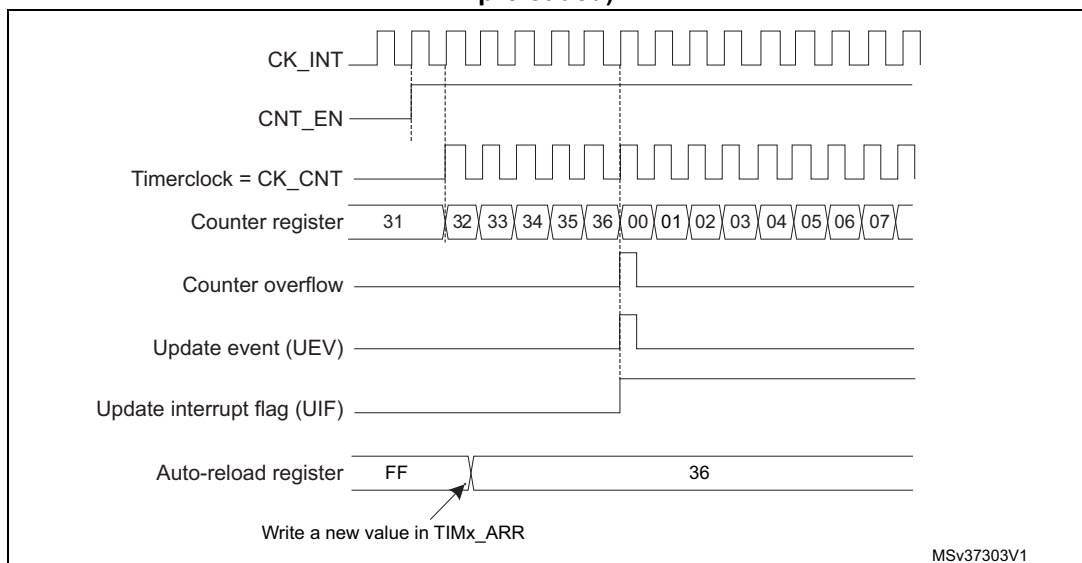 CK_INT
CNT_EN
Timerclock = CK_CNT
Counter register 31 32 33 34 35 36 00 01 02 03 04 05 06 07
Counter overflow
Update event (UEV)
Update interrupt flag (UIF)
Auto-reload register FF 36
Write a new value in TIMx_ARR
MSv37303V1